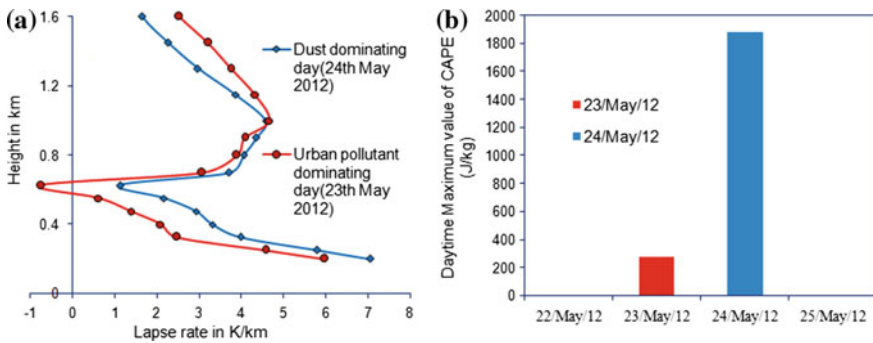 (a)
1.6
1.2
0.8
0.4
0
Height in km
-1 0 1 2 3 4 5 6 7 8
Lapse rate in K/km
Dust dominating
day(24th May
2012)
Urban pollutant
dominating
day(23th May
2012)
(b)
2000
1800
1600
1400
1200
1000
800
600
400
200
0
Daytime Maximum value of CAPE
(J/kg)
23/May/12
24/May/12
22/May/12 23/May/12 24/May/12 25/May/12